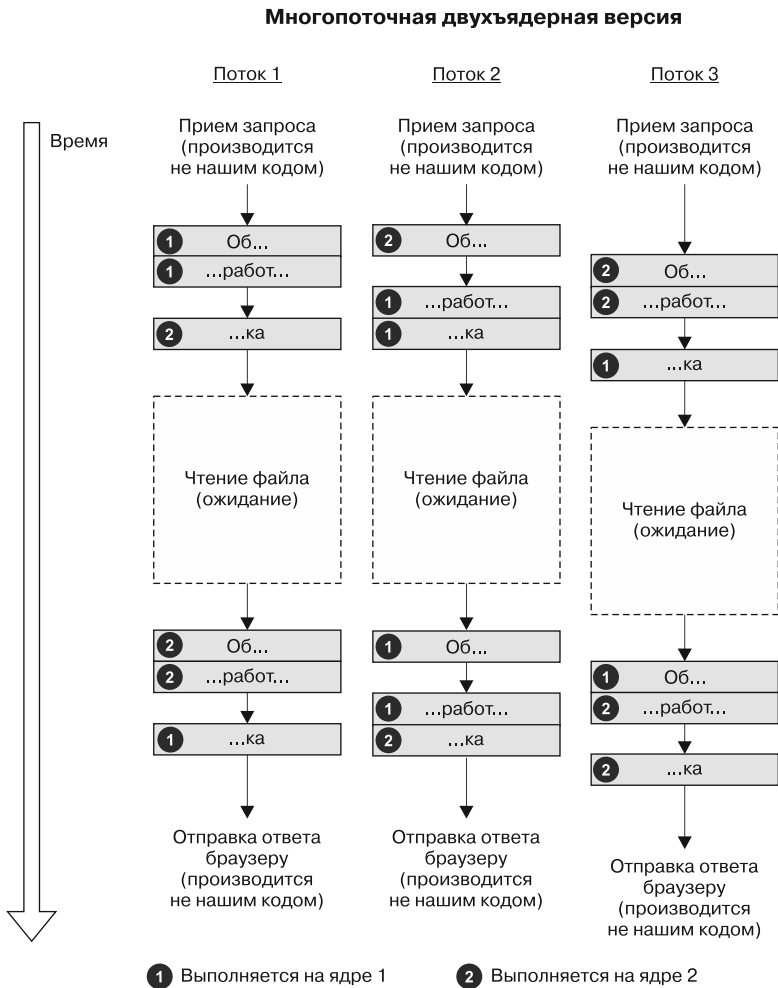 Многопоточная двухъядерная версия
Время
Поток 1
Прием запроса
(производится
не нашим кодом)
1 Об...
1 ...работ...
2 ...ка
Чтение файла
(ожидание)
2 Об...
2 ...работ...
1 ...ка
Отправка ответа
браузеру
(производится
не нашим кодом)
Поток 2
Прием запроса
(производится
не нашим кодом)
2 Об...
1 ...работ...
1 ...ка
Чтение файла
(ожидание)
1 Об...
1 ...работ...
2 ...ка
Отправка ответа
браузеру
(производится
не нашим кодом)
Поток 3
Прием запроса
(производится
не нашим кодом)
2 Об...
2 ...работ...
1 ...ка
Чтение файла
(ожидание)
1 Об...
2 ...работ...
2 ...ка
Отправка ответа
браузеру
(производится
не нашим кодом)
1 Выполняется на ядре 1
2 Выполняется на ядре 2